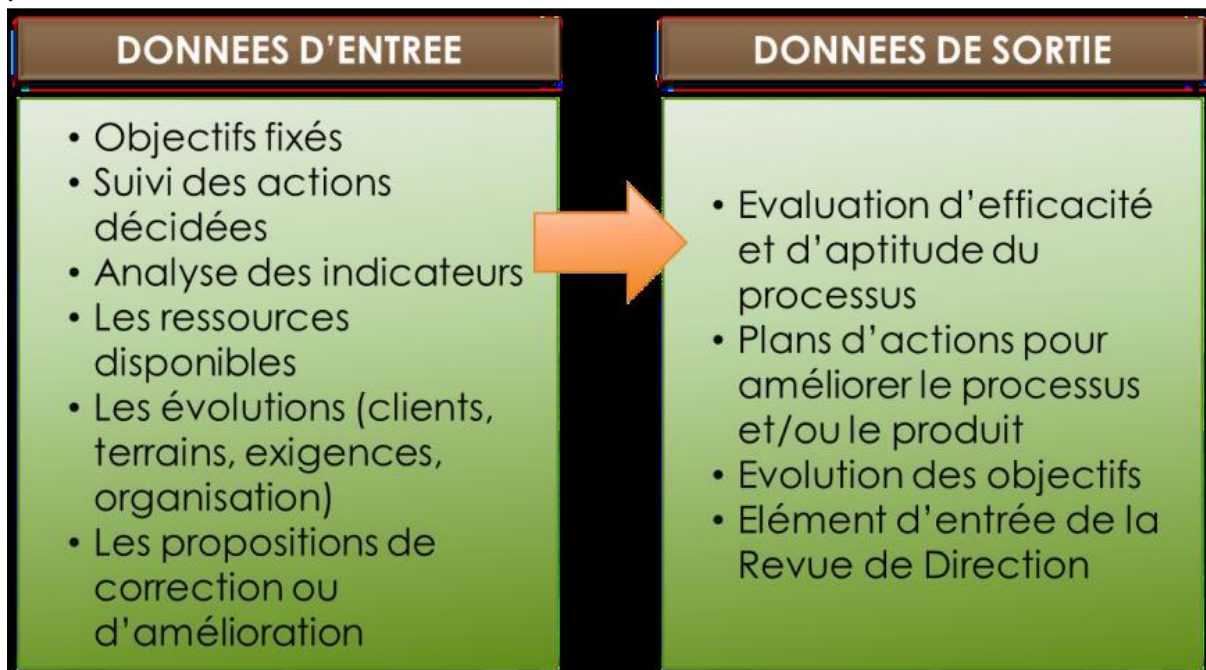 DONNEES D'ENTREE
• Objectifs fixés
• Suivi des actions
décidées
• Analyse des indicateurs
• Les ressources
disponibles
• Les évolutions (clients,
terrains, exigences,
organisation)
• Les propositions de
correction ou
d'amélioration
DONNEES DE SORTIE
• Evaluation d'efficacité
et d'aptitude du
processus
• Plans d'actions pour
améliorer le processus
et/ou le produit
• Evolution des objectifs
• Elément d'entrée de la
Revue de Direction